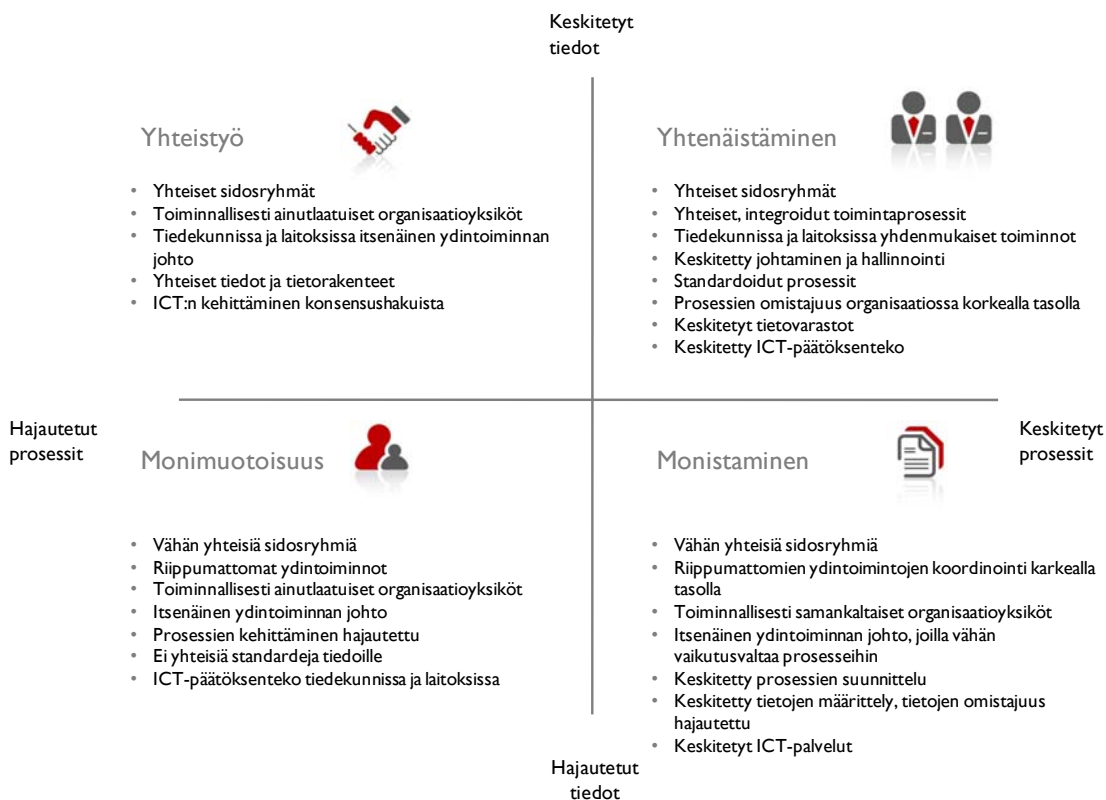 Keskitetyt
tiedot
Yhteistyö
• Yhteiset sidosryhmät
• Toiminnallisesti ainutlaatuiset organisaatioyksiköt
• Tiedekunnissa ja laitoksissa itsenäinen ydintoiminnan
johto
• Yhteiset tiedot ja tietorakenteet
• ICT:n kehittäminen konsensushakuista
Yhtenäistäminen
• Yhteiset sidosryhmät
• Yhteiset, integroidut toimintaprosessit
• Tiedekunnissa ja laitoksissa yhdenmukaiset toiminnot
• Keskitetty johtaminen ja hallinnointi
• Standardoidut prosessit
• Prosessien omistajuus organisaatiossa korkealla tasolla
• Keskitetyt tietovarastot
• Keskitetty ICT-päätöksenteko
Hajautetut
prosessit
Keskitetyt
prosessit
Monimuotoisuus
• Vähän yhteisiä sidosryhmiä
• Riippumattomat ydintoiminnot
• Toiminnallisesti ainutlaatuiset organisaatioyksiköt
• Itsenäinen ydintoiminnan johto
• Prosessien kehittäminen hajautettu
• Ei yhteisiä standardeja tiedoille
• ICT-päätöksenteko tiedekunnissa ja laitoksissa
Monistaminen
• Vähän yhteisiä sidosryhmiä
• Riippumattomien ydintoimintojen koordinointi karkealla
tasolla
• Toiminnallisesti samankaltaiset organisaatioyksiköt
• Itsenäinen ydintoiminnan johto, joilla vähän
vaikutusvaltaa prosesseihin
• Keskitetty prosessien suunnittelu
• Keskitetty tietojen määrittely, tietojen omistajuus
hajautettu
• Keskitetyt ICT-palvelut
Hajautetut
tiedot